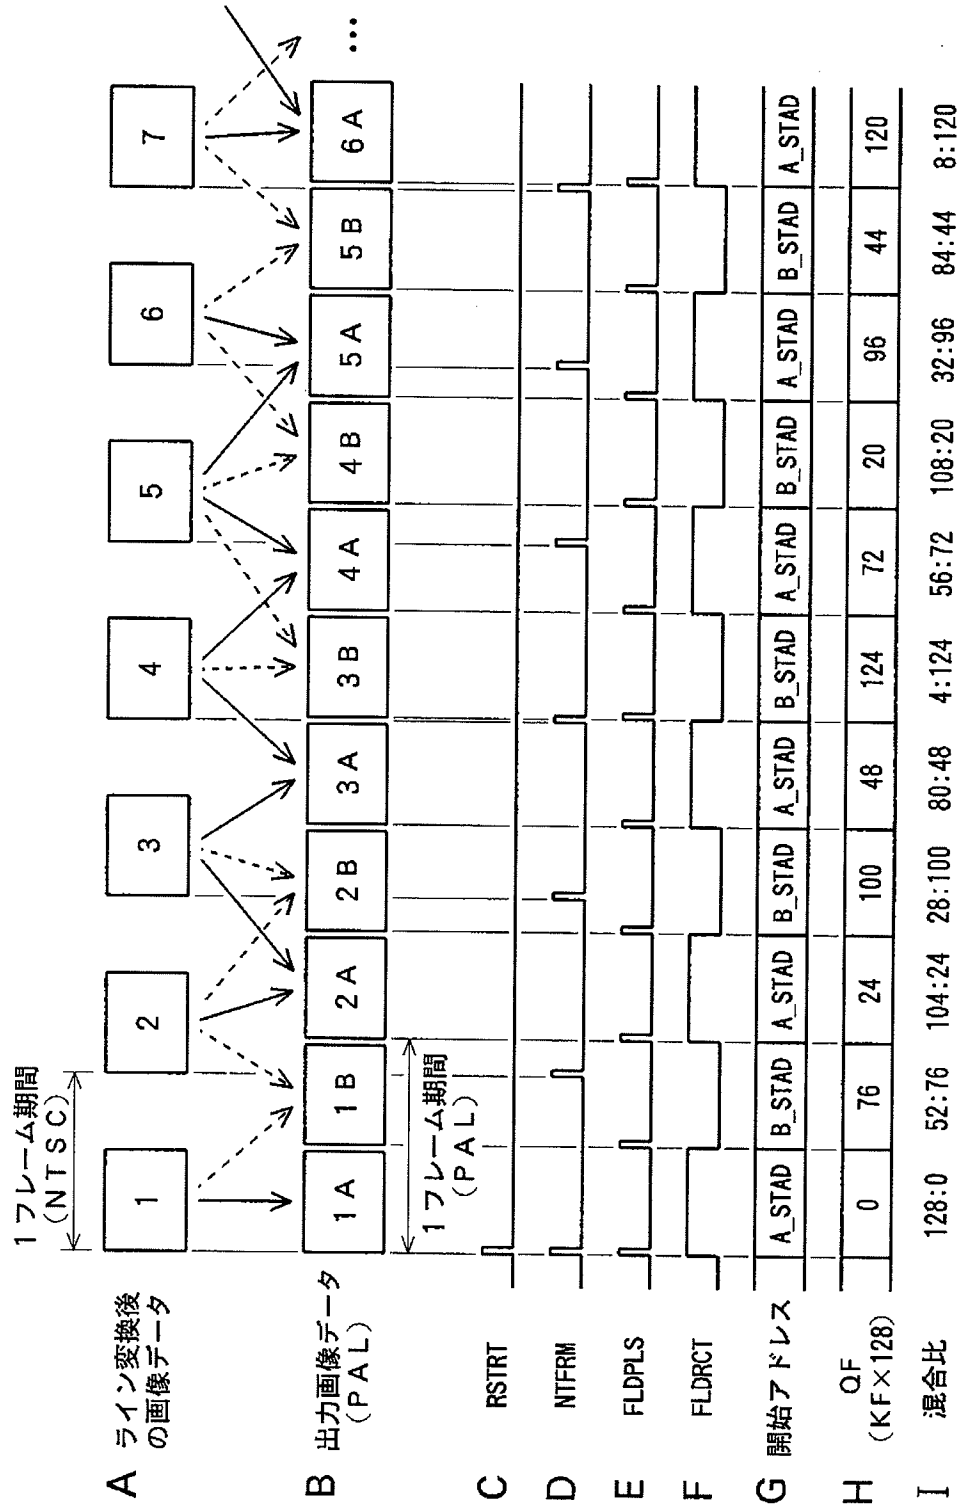 1フレーム期間
(NTSC)
A ライン変換後
の画像データ
1 2 3 4 5 6 7
B 出力画像データ
(PAL)
1A 1B 2A 2B 3A 3B 4A 4B 5A 5B 6A ...
1フレーム期間
(PAL)
C RSTRT
D NTFRM
E FLDPLS
F FLDRCT
G 開始アドレス A_STAD B_STAD A_STAD B_STAD A_STAD B_STAD A_STAD B_STAD A_STAD B_STAD A_STAD
H QF
(KF×128)
0 76 24 100 48 124 72 20 96 44 120
I 混合比 128:0 52:76 104:24 28:100 80:48 4:124 56:72 108:20 32:96 84:44 8:120